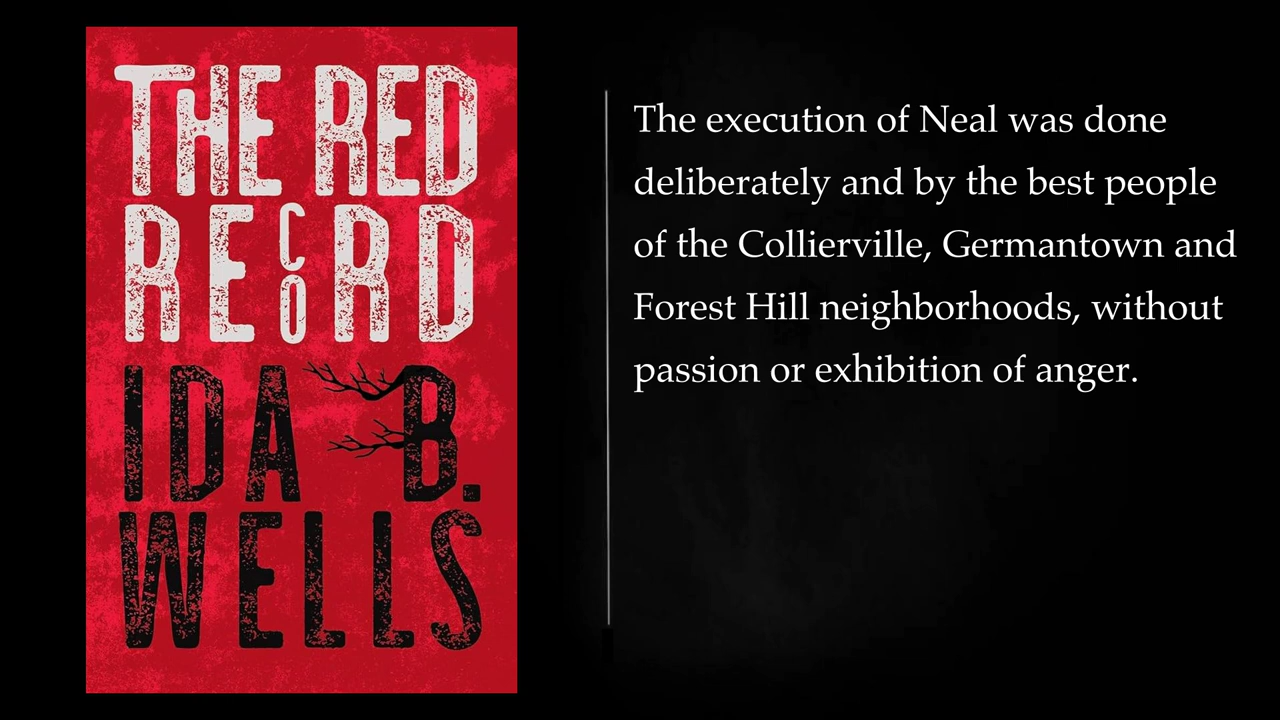 THE RED
RECORD
IDA B.
WELLS
The execution of Neal was done
deliberately and by the best people
of the Collierville, Germantown and
Forest Hill neighborhoods, without
passion or exhibition of anger.